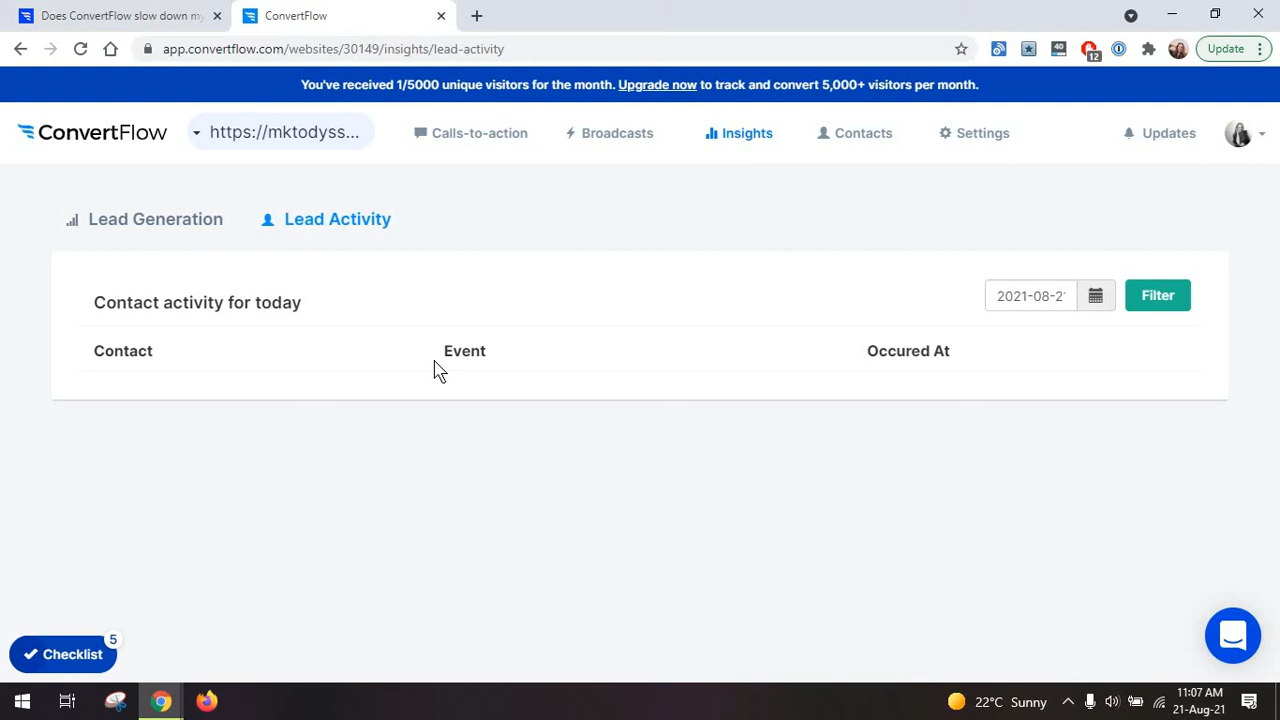 Does ConvertFlow slow down my
ConvertFlow
app.convertflow.com/websites/30149/insights/lead-activity
40
12
Update
You've received 1/5000 unique visitors for the month. Upgrade now to track and convert 5,000+ visitors per month.
ConvertFlow
https://mktodyss...
Calls-to-action
Broadcasts
Insights
Contacts
Settings
Updates
Lead Generation
Lead Activity
Contact activity for today
2021-08-2
Filter
Contact
Event
Occured At
Checklist
5
22°C Sunny
11:07 AM
21-Aug-21